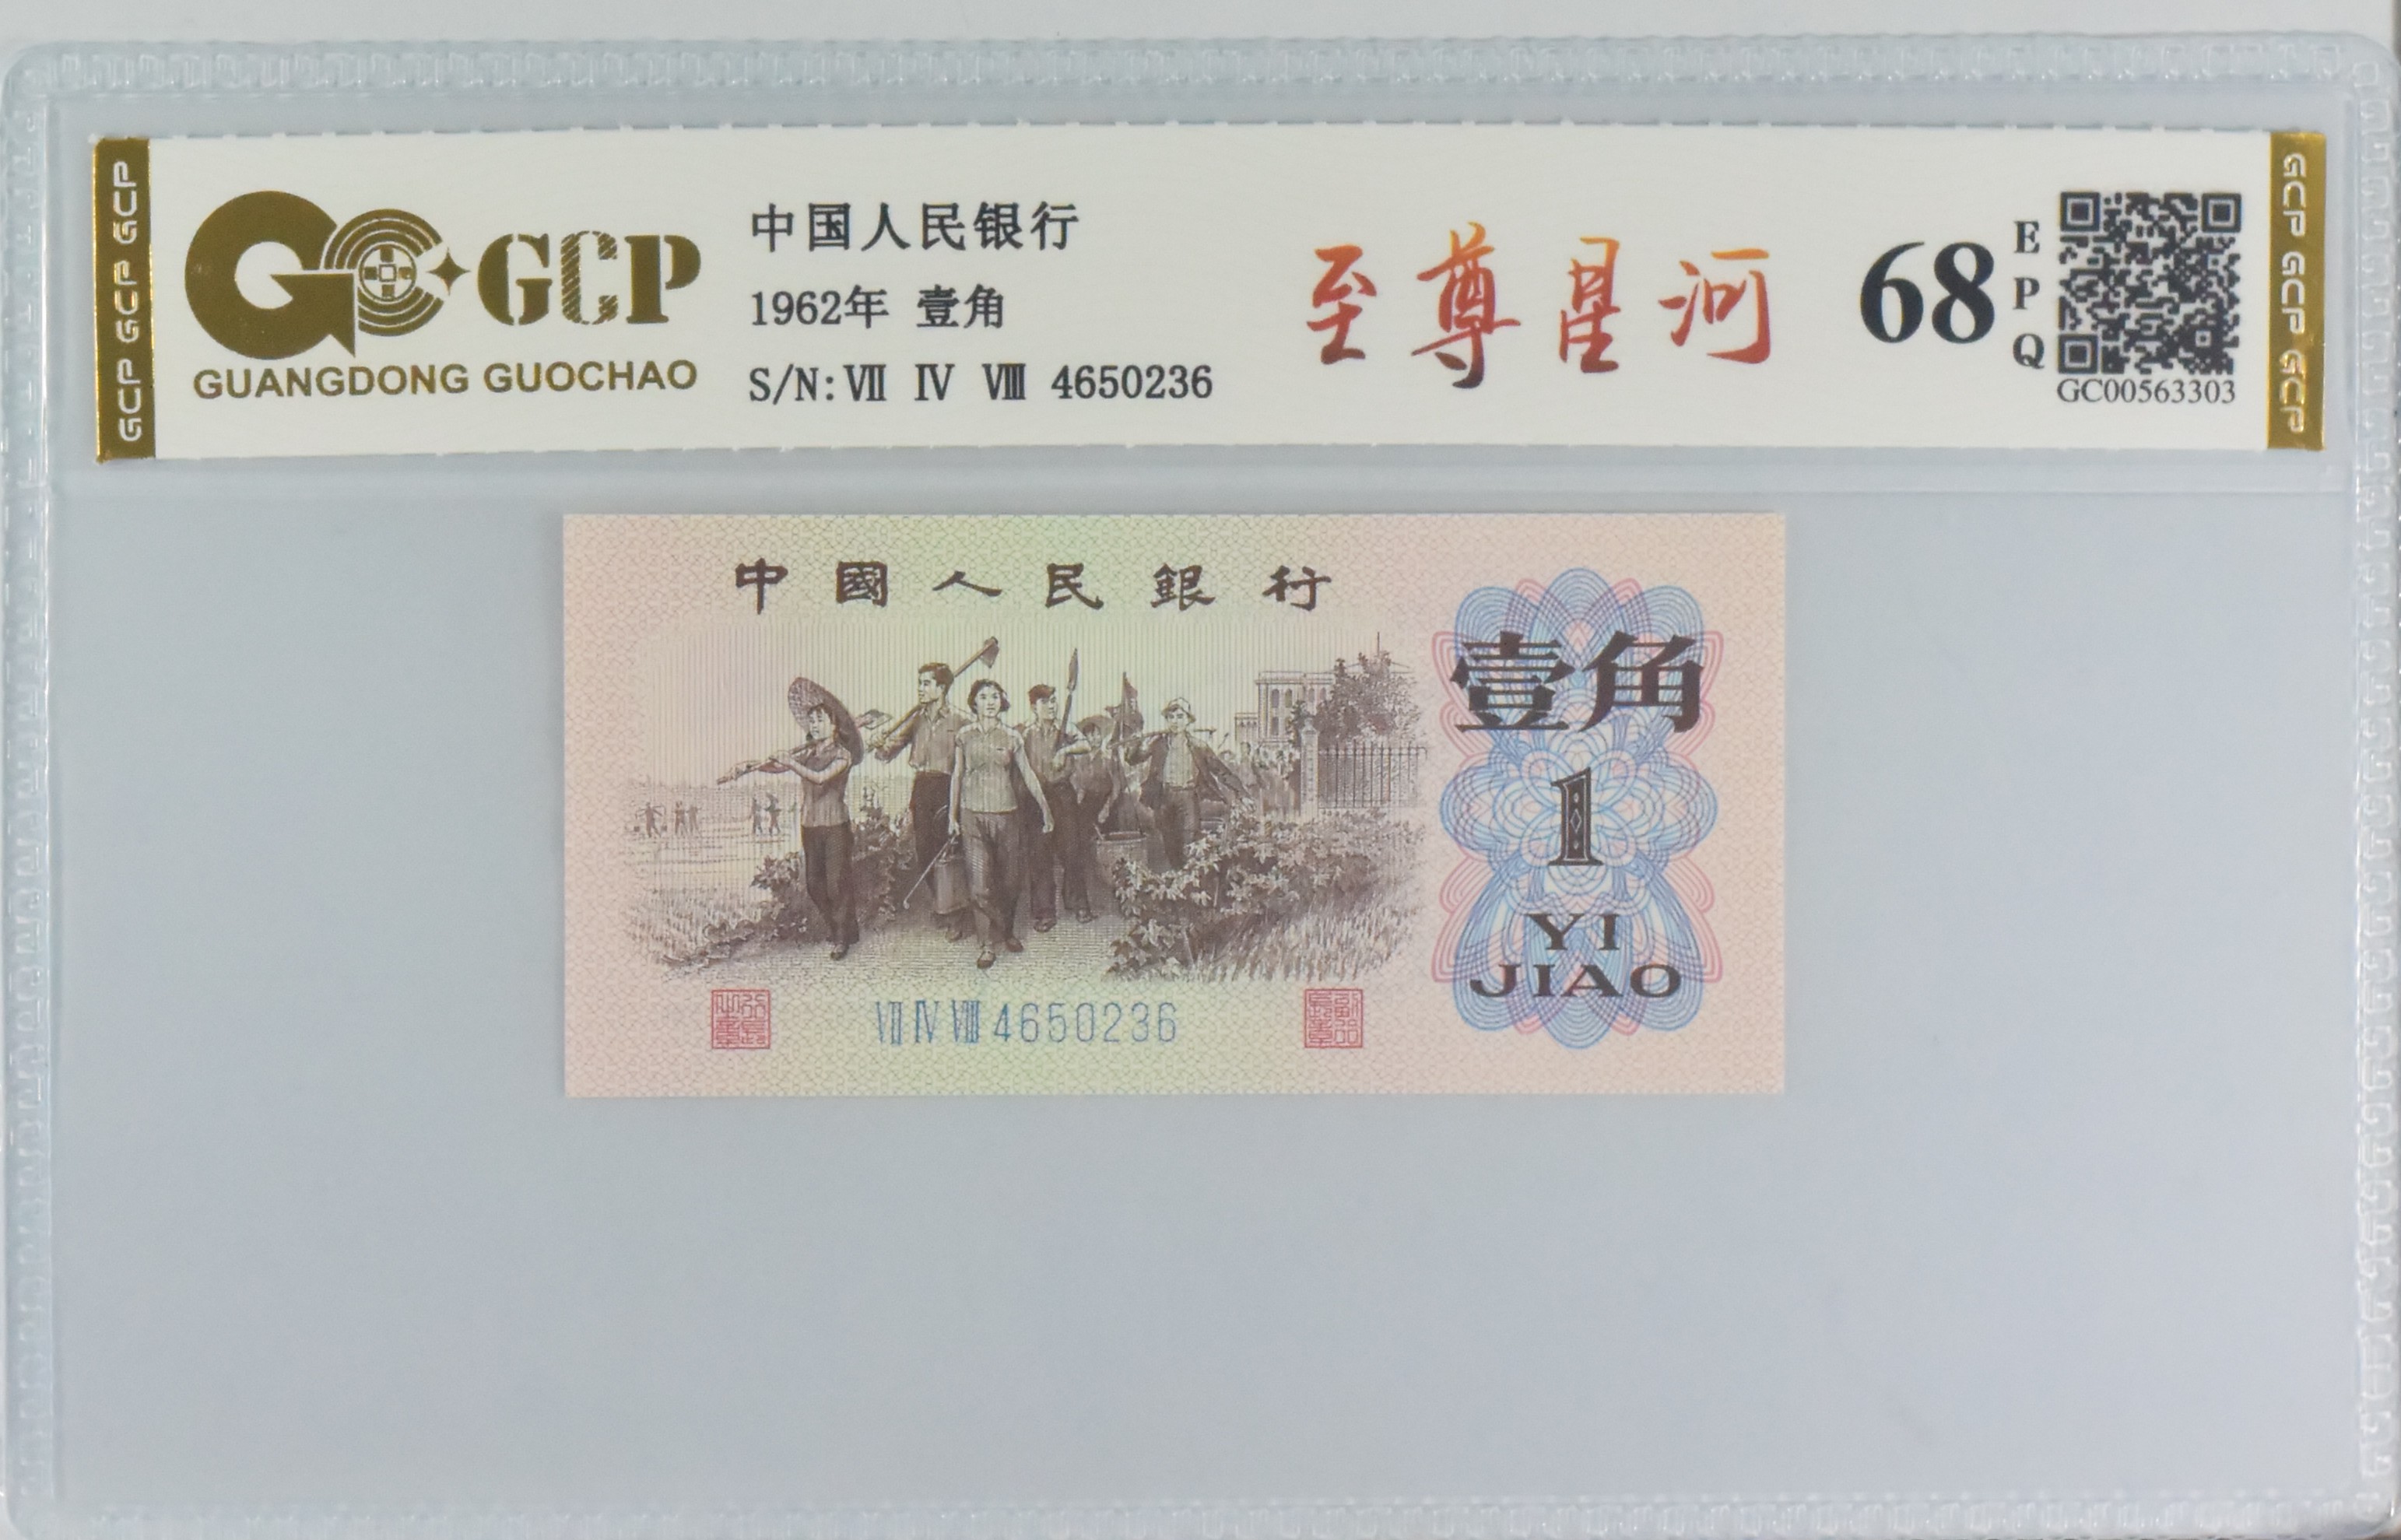 GCP GCP GCP
GCP
GUANGDONG GUOCHAO
中国人民银行
1962年 壹角
S/N:Ⅶ Ⅳ Ⅷ 4650236
至尊星河
68
E
P
Q
GC00563303
GCP GCP GCP
中國人民銀行
壹角
1
YI
JIAO
Ⅶ Ⅳ Ⅷ 4650236